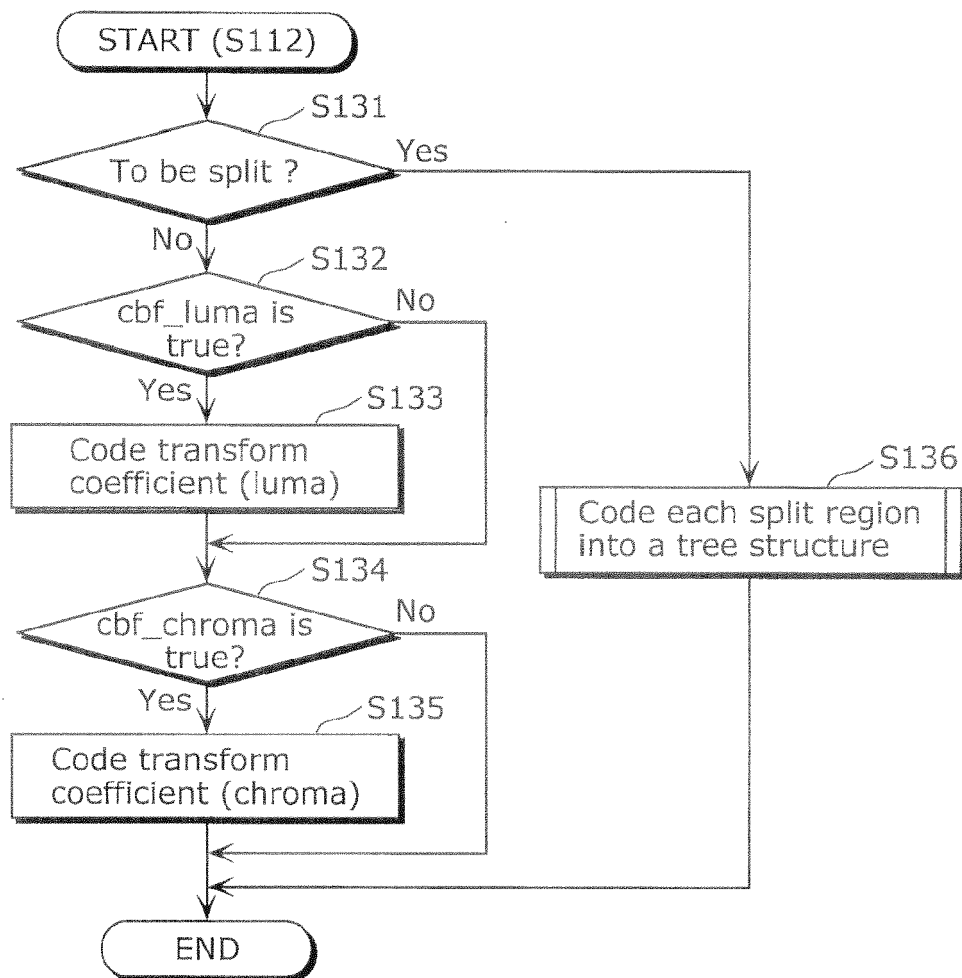 START (S112)
S131
To be split ?
Yes
No
S132
cbf_luma is
true?
No
Yes
S133
Code transform
coefficient (luma)
S136
Code each split region
into a tree structure
S134
cbf_chroma is
true?
No
Yes
S135
Code transform
coefficient (chroma)
END